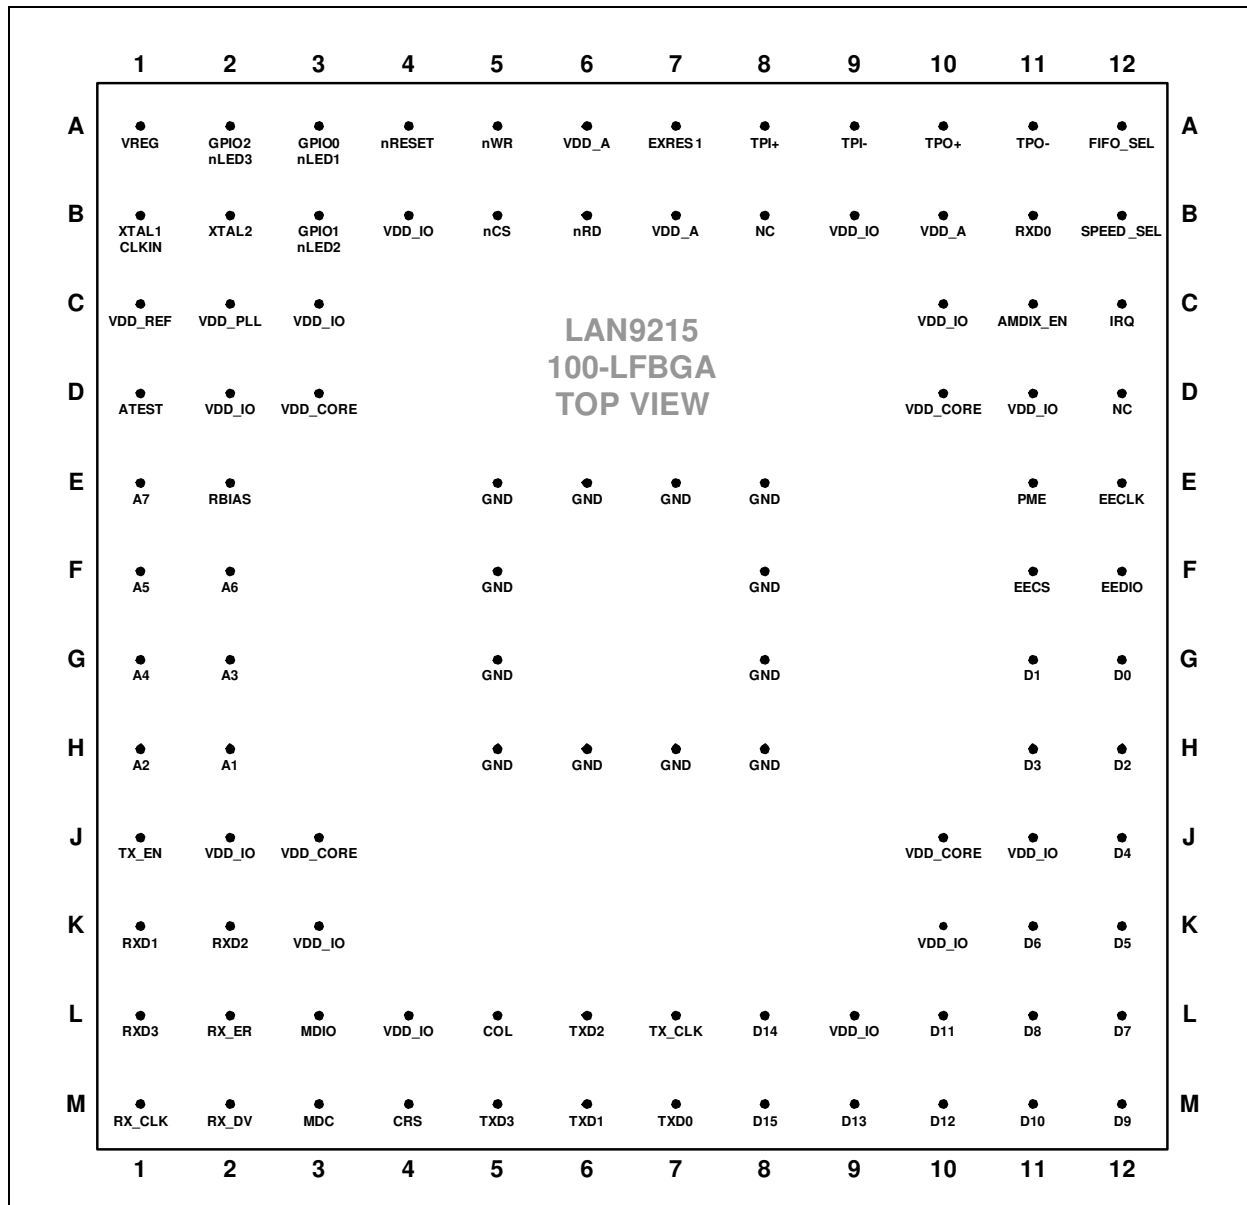 1 2 3 4 5 6 7 8 9 10 11 12
A A
VREG GPIO2 GPIO0 nRESET nWR VDD_A EXRES1 TPI+ TPI- TPO+ TPO- FIFO_SEL
nLED3 nLED1
B B
XTAL1 XTAL2 GPIO1 VDD_IO nCS nRD VDD_A NC VDD_IO VDD_A RXD0 SPEED_SEL
CLKIN nLED2
C C
VDD_REF VDD_PLL VDD_IO VDD_IO AMDIX_EN IRQ
LAN9215
100-LFBGA
TOP VIEW
D D
ATEST VDD_IO VDD_CORE VDD_CORE VDD_IO NC
E E
A7 RBIAS GND GND GND GND PME EECLK
F F
A5 A6 GND GND EECS EEDIO
G G
A4 A3 GND GND D1 D0
H H
A2 A1 GND GND GND GND D3 D2
J J
TX_EN VDD_IO VDD_CORE VDD_CORE VDD_IO D4
K K
RXD1 RXD2 VDD_IO VDD_IO D6 D5
L L
RXD3 RX_ER MDIO VDD_IO COL TXD2 TX_CLK D14 VDD_IO D11 D8 D7
M M
RX_CLK RX_DV MDC CRS TXD3 TXD1 TXD0 D15 D13 D12 D10 D9
1 2 3 4 5 6 7 8 9 10 11 12